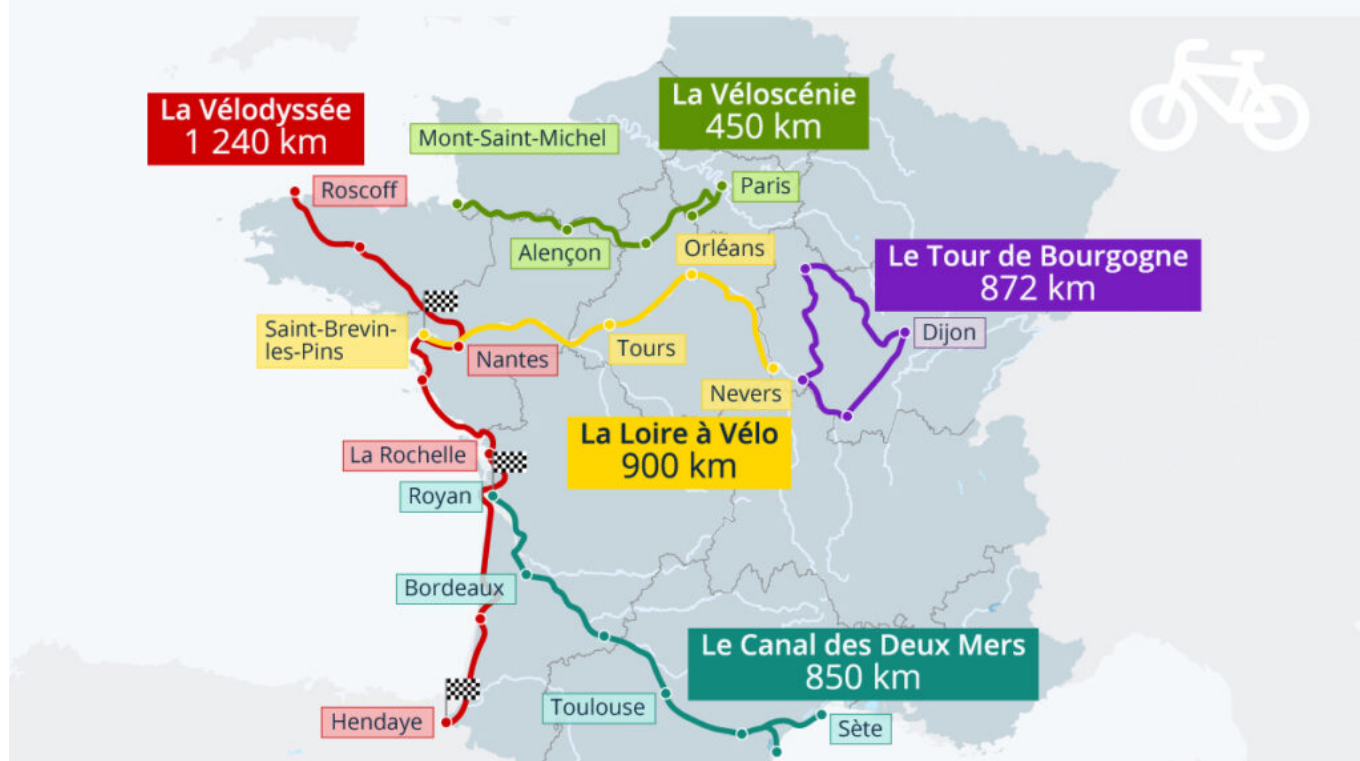 La Vélodyssée
1 240 km
La Véloscénie
450 km
Mont-Saint-Michel
Roscoff
Paris
Alençon
Orléans
Le Tour de Bourgogne
872 km
Saint-Brevin-
les-Pins
Nantes
Tours
Dijon
Nevers
La Loire à Vélo
900 km
La Rochelle
Royan
Bordeaux
Le Canal des Deux Mers
850 km
Toulouse
Hendaye
Sète